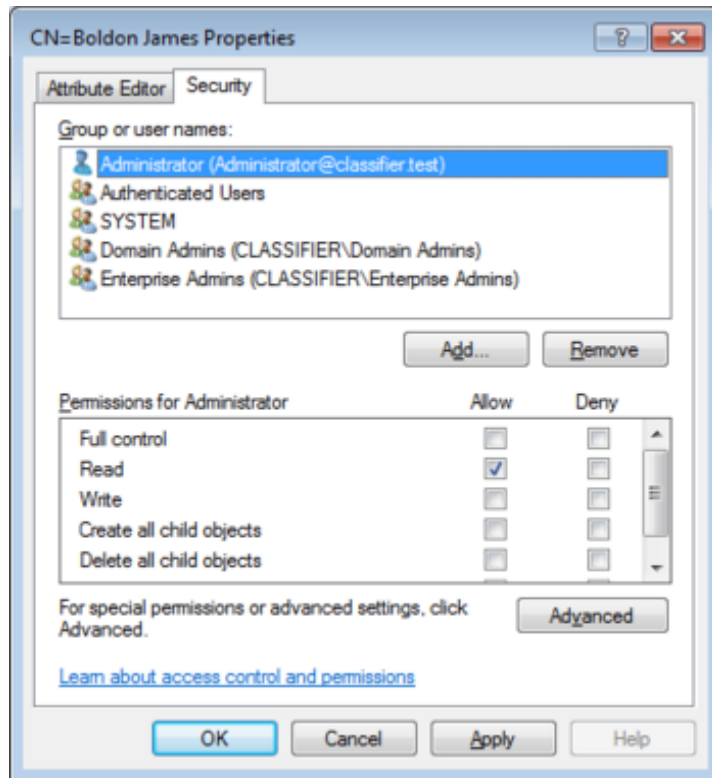 CN=Boldon James Properties
Attribute Editor
Security
Group or user names:
Administrator (Administrator@classifier.test)
Authenticated Users
SYSTEM
Domain Admins (CLASSIFIER\Domain Admins)
Enterprise Admins (CLASSIFIER\Enterprise Admins)
Add...
Remove
Permissions for Administrator Allow Deny
Full control
Read
Write
Create all child objects
Delete all child objects
For special permissions or advanced settings, click
Advanced.
Advanced
Learn about access control and permissions
OK Cancel Apply Help